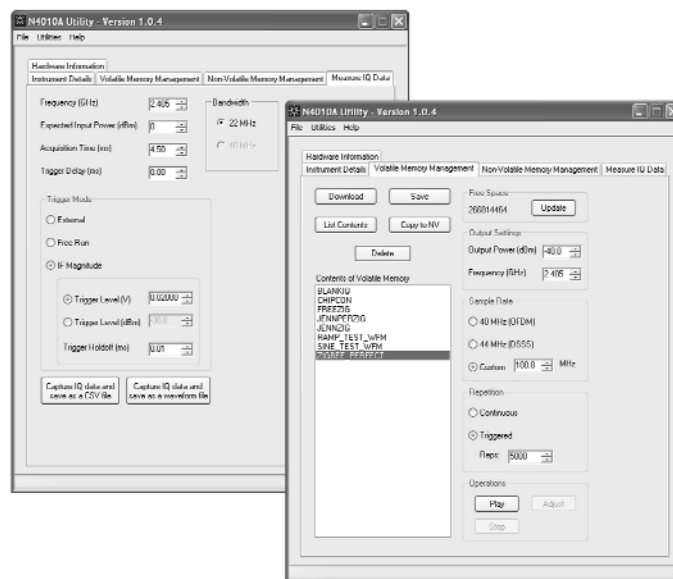 N4010A Utility - Version 1.0.4
File Utilities Help
Hardware Information
Instrument Details Volatile Memory Management Non-Volatile Memory Management Measure IQ Data
Frequency (GHz) 2.405
Expected Input Power (dBm) 0
Acquisition Time (ms) 4.50
Trigger Delay (ms) 0.00
Bandwidth
22 MHz
40 MHz
Trigger Mode
External
Free Run
IF Magnitude
Trigger Level (V) 0.02000
Trigger Level (dBm)
Trigger Holdoff (ms) 0.01
Capture IQ data and save as a CSV file
Capture IQ data and save as a waveform file
N4010A Utility - Version 1.0.4
File Utilities Help
Hardware Information
Instrument Details Volatile Memory Management Non-Volatile Memory Management Measure IQ Data
Download Save
List Contents Copy to NV
Delete
Contents of Volatile Memory
BLANKIQ
CHIPCON
FREEZIG
JENNPERZIG
JENNZIG
RAMP_TEST_WFM
SINE_TEST_WFM
ZIGBEE_PERFECT
Free Space
266814464 Update
Output Settings
Output Power (dBm) -40.0
Frequency (GHz) 2.405
Sample Rate
40 MHz (OFDM)
44 MHz (DSSS)
Custom 100.0 MHz
Repetition
Continuous
Triggered
Reps: 5000
Operations
Play Adjust
Stop